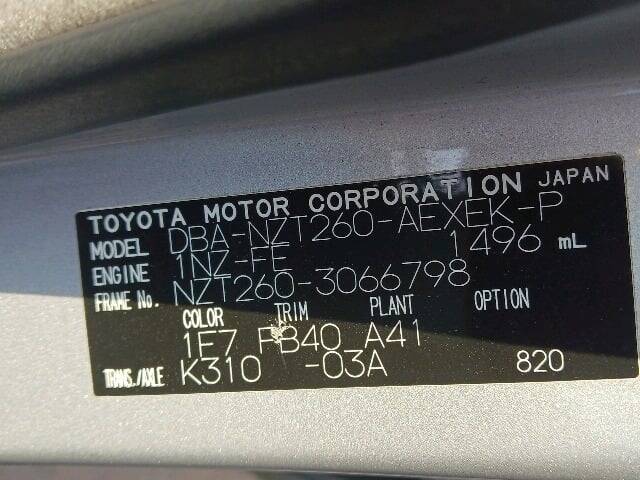 TOYOTA MOTOR CORPORATION JAPAN
MODEL DBA-NZT260-AEXEK-P
ENGINE 1NZ-FE 1496 mL
FRAME No. NZT260-3066798
COLOR TRIM PLANT OPTION
1E7 FB40 A41
TRANS./AXLE K310 -03A 820